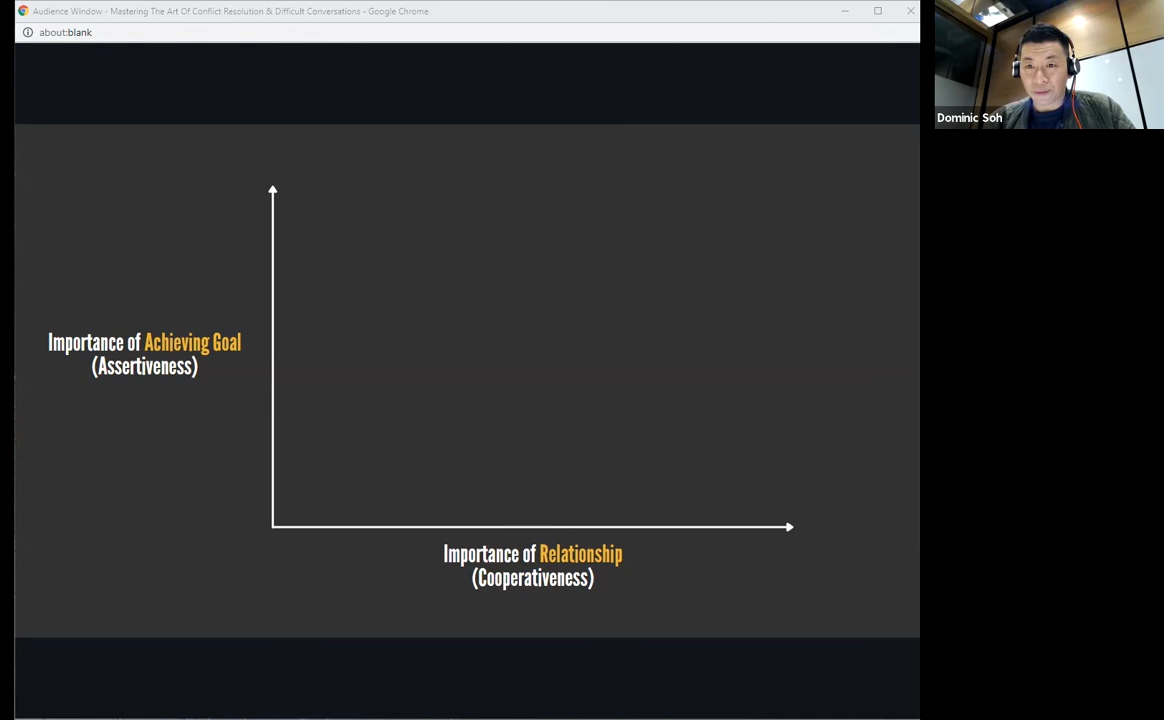 Audience Window - Mastering The Art Of Conflict Resolution & Difficult Conversations - Google Chrome
about:blank
Dominic Soh
Importance of Achieving Goal
(Assertiveness)
Importance of Relationship
(Cooperativeness)